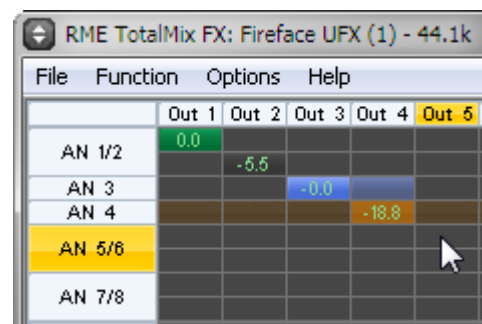 RME TotalMix FX: Fireface UFX (1) - 44.1k
File Function Options Help
Out 1 Out 2 Out 3 Out 4 Out 5
AN 1/2 0.0
-5.5
AN 3 -0.0
AN 4 -18.8
AN 5/6
AN 7/8